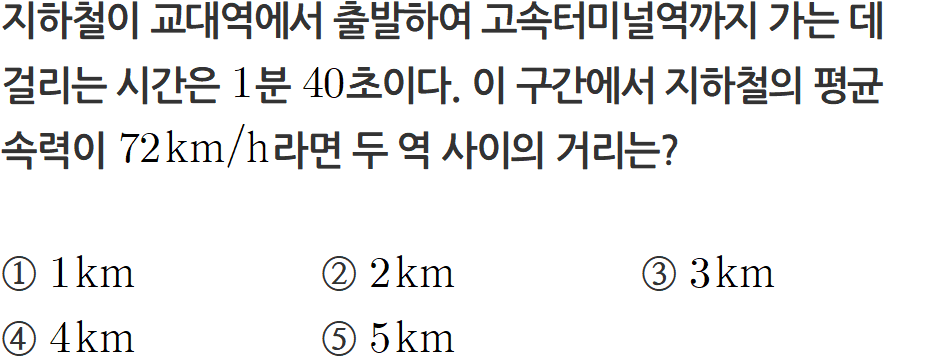 지하철이 교대역에서 출발하여 고속터미널역까지 가는 데
걸리는 시간은 1분 40초이다. 이 구간에서 지하철의 평균
속력이 72km/h라면 두 역 사이의 거리는?
① 1km ② 2km ③ 3km
④ 4km ⑤ 5km